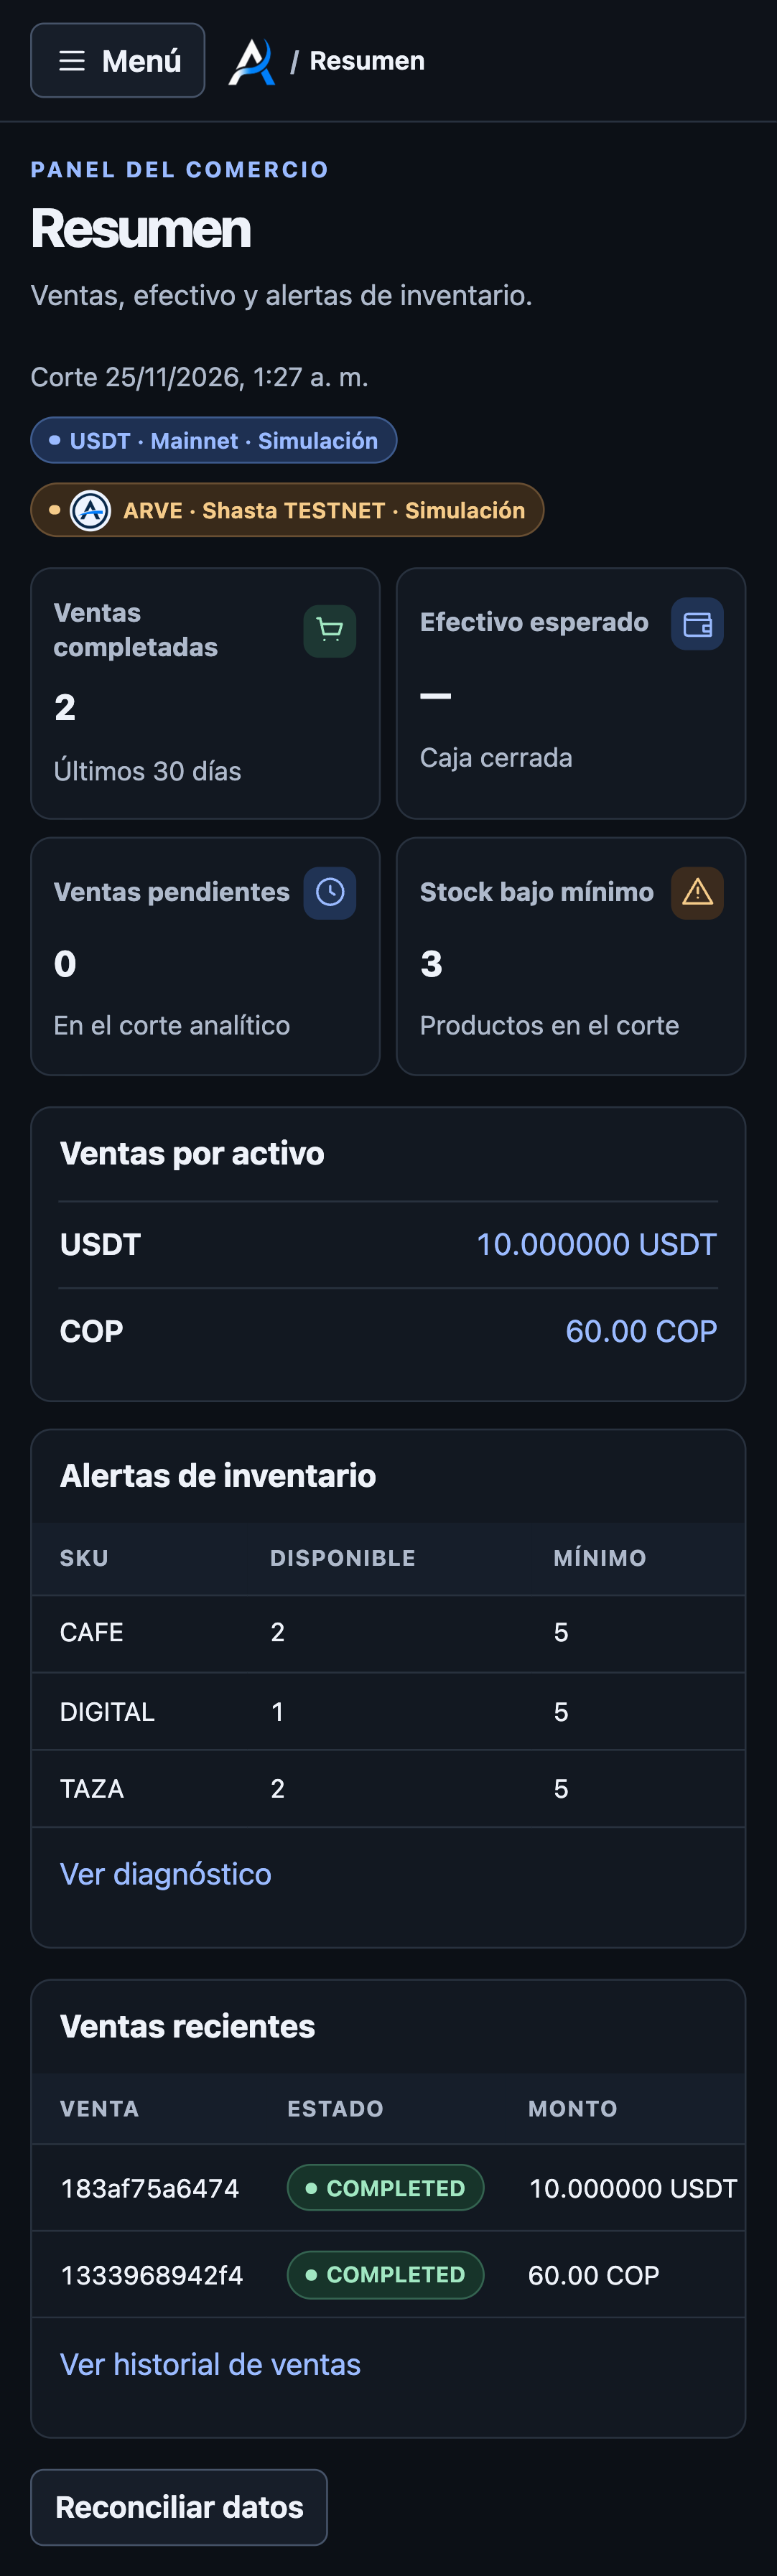 Menú
/ Resumen
PANEL DEL COMERCIO
Resumen
Ventas, efectivo y alertas de inventario.
Corte 25/11/2026, 1:27 a. m.
USDT · Mainnet · Simulación
ARVE · Shasta TESTNET · Simulación
Ventas
completadas
2
Últimos 30 días
Efectivo esperado
—
Caja cerrada
Ventas pendientes
0
En el corte analítico
Stock bajo mínimo
3
Productos en el corte
Ventas por activo
USDT 10.000000 USDT
COP 60.00 COP
Alertas de inventario
SKU DISPONIBLE MÍNIMO
CAFE 2 5
DIGITAL 1 5
TAZA 2 5
Ver diagnóstico
Ventas recientes
VENTA ESTADO MONTO
183af75a6474 COMPLETED 10.000000 USDT
1333968942f4 COMPLETED 60.00 COP
Ver historial de ventas
Reconciliar datos